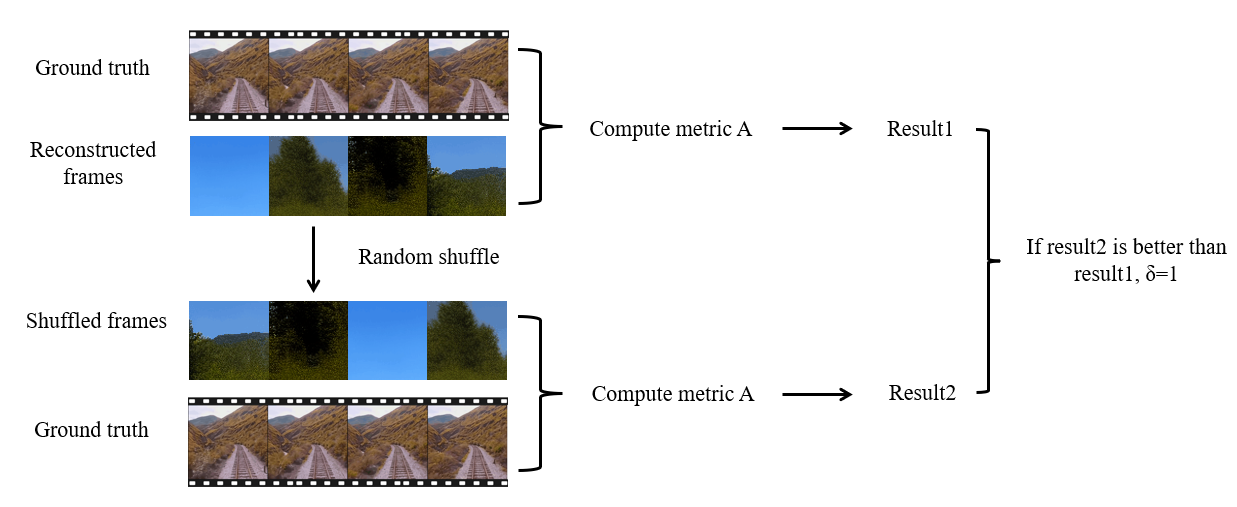 Ground truth
Reconstructed
frames
Compute metric A
Result1
Random shuffle
If result2 is better than
result1, δ=1
Shuffled frames
Compute metric A
Result2
Ground truth